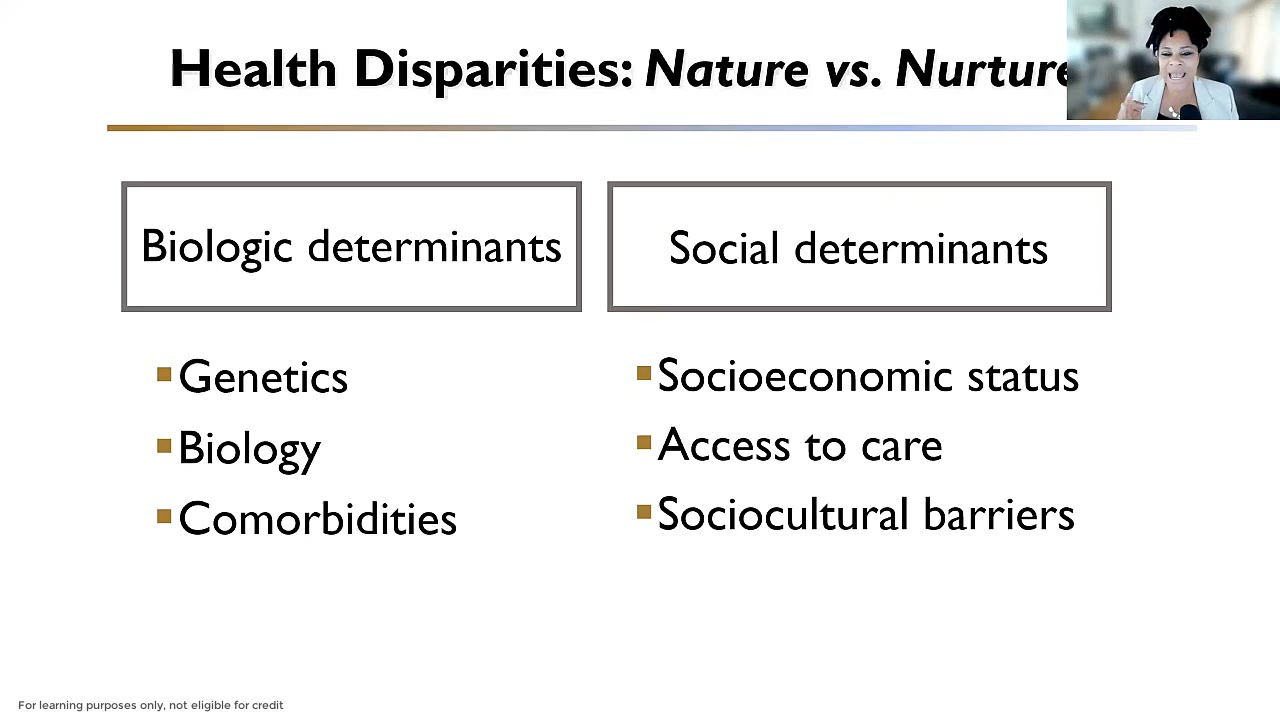 Health Disparities: Nature vs. Nurture
Biologic determinants
Genetics
Biology
Comorbidities
Social determinants
Socioeconomic status
Access to care
Sociocultural barriers
For learning purposes only, not eligible for credit